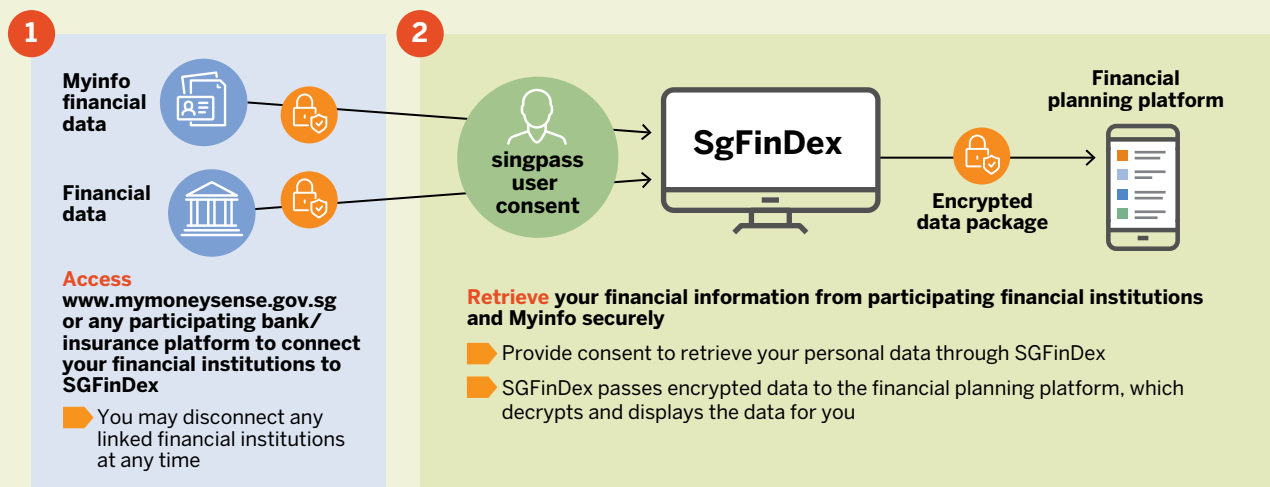 1
Myinfo
financial
data
Financial
data
Access
www.mymoneysense.gov.sg
or any participating bank/
insurance platform to connect
your financial institutions to
SGFinDex
You may disconnect any
linked financial institutions
at any time
2
singpass
user
consent
SgFinDex
Encrypted
data package
Financial
planning platform
Retrieve your financial information from participating financial institutions
and Myinfo securely
Provide consent to retrieve your personal data through SGFinDex
SGFinDex passes encrypted data to the financial planning platform, which
decrypts and displays the data for you